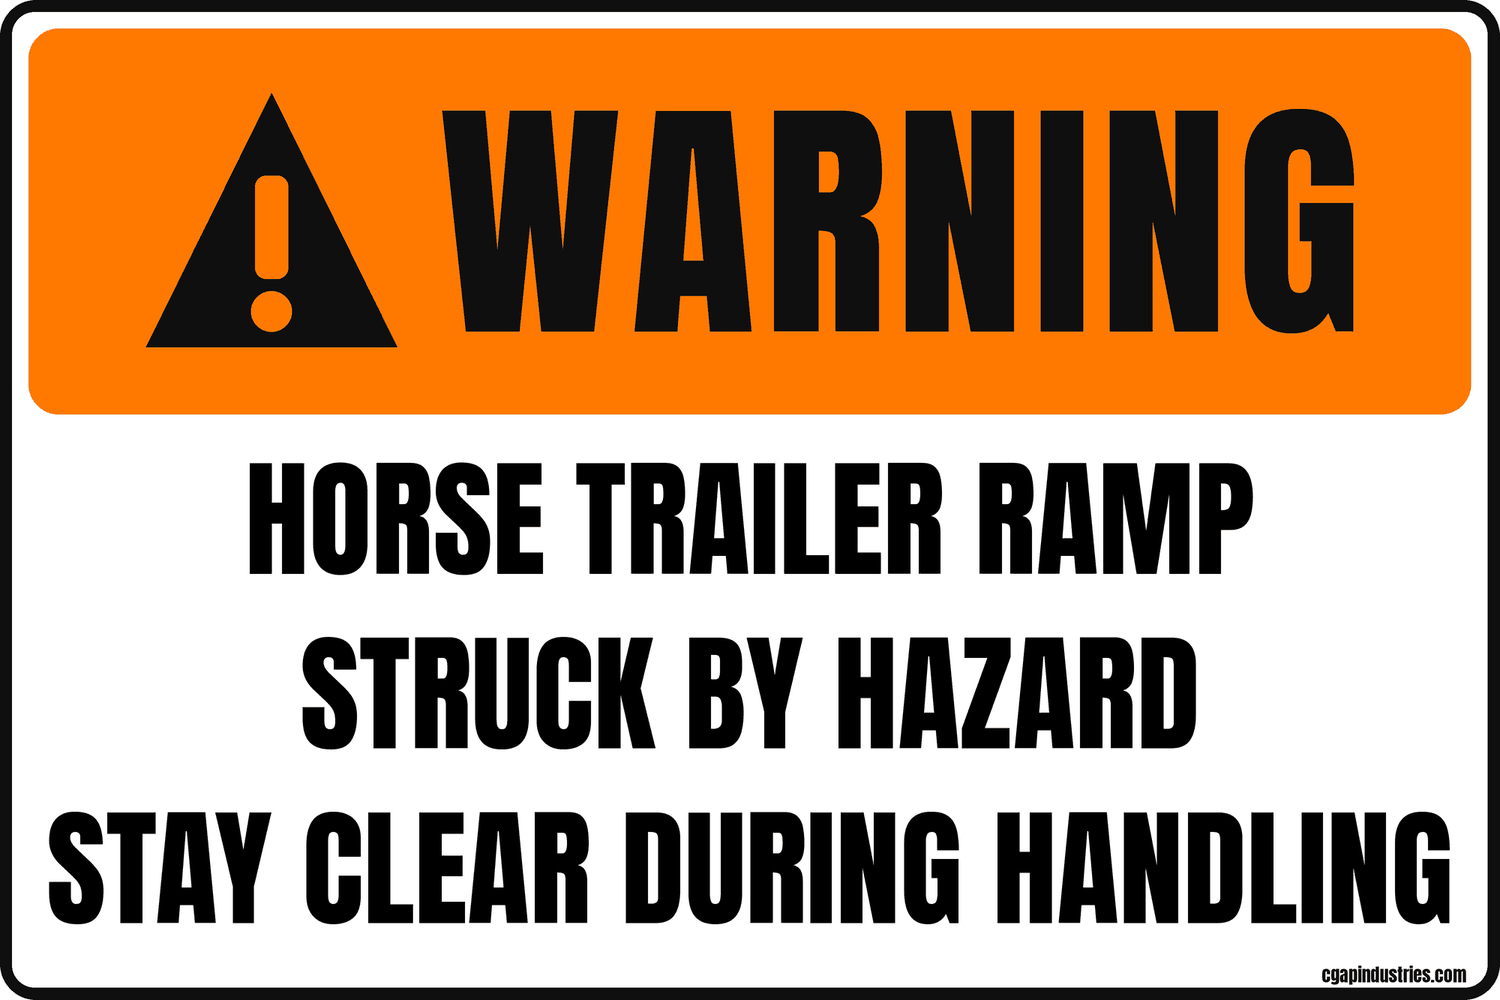 WARNING
HORSE TRAILER RAMP
STRUCK BY HAZARD
STAY CLEAR DURING HANDLING
cgapindustries.com